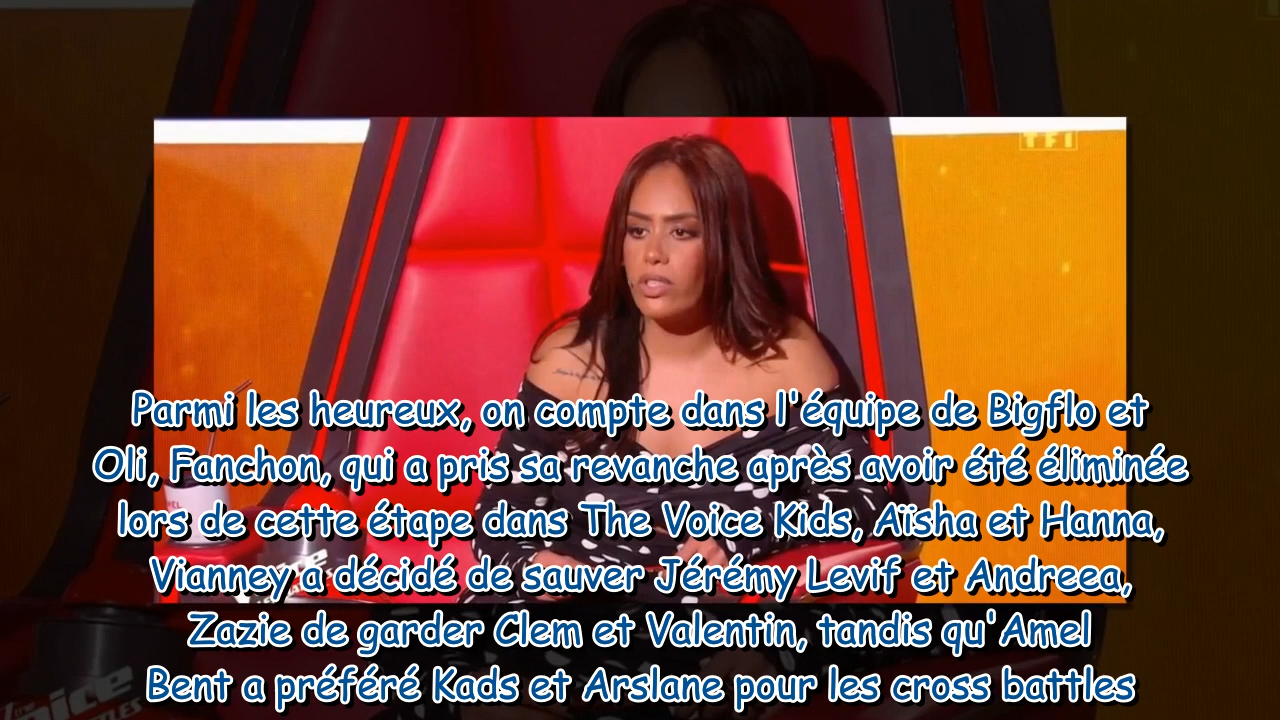 TF1
Parmi les heureux, on compte dans l'équipe de Bigflo et
Oli, Fanchon, qui a pris sa revanche après avoir été éliminée
lors de cette étape dans The Voice Kids, Aïsha et Hanna,
Vianney a décidé de sauver Jérémy Levif et Andreea,
Zazie de garder Clem et Valentin, tandis qu'Amel
Bent a préféré Kads et Arslane pour les cross battles